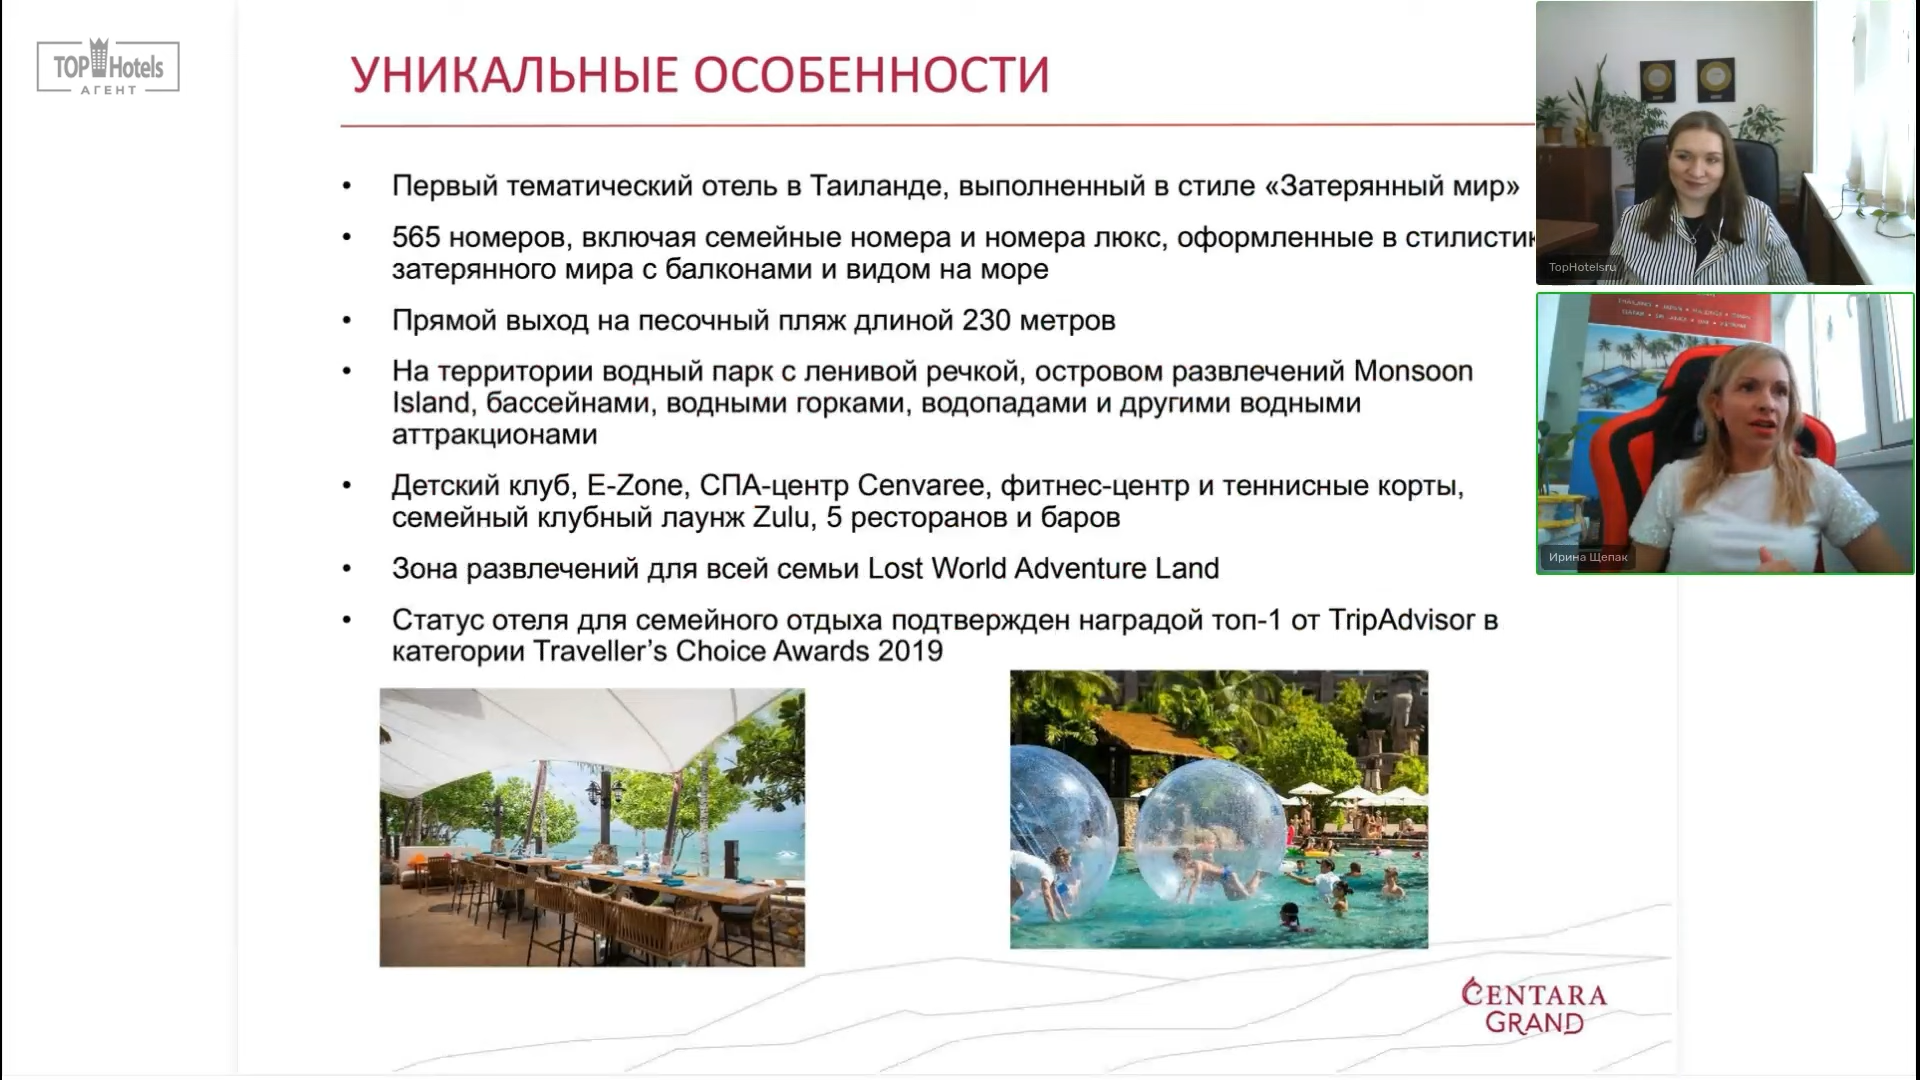 TOP Hotels
АГЕНТ
УНИКАЛЬНЫЕ ОСОБЕННОСТИ
• Первый тематический отель в Таиланде, выполненный в стиле «Затерянный мир»
• 565 номеров, включая семейные номера и номера люкс, оформленные в стилистик
затерянного мира с балконами и видом на море
• Прямой выход на песочный пляж длиной 230 метров
• На территории водный парк с ленивой речкой, островом развлечений Monsoon
Island, бассейнами, водными горками, водопадами и другими водными
аттракционами
• Детский клуб, E-Zone, СПА-центр Cenvaree, фитнес-центр и теннисные корты,
семейный клубный лаунж Zulu, 5 ресторанов и баров
• Зона развлечений для всей семьи Lost World Adventure Land
• Статус отеля для семейного отдыха подтвержден наградой топ-1 от TripAdvisor в
категории Traveller’s Choice Awards 2019
CENTARA
GRAND
TopHotelsru
Ирина Щепак